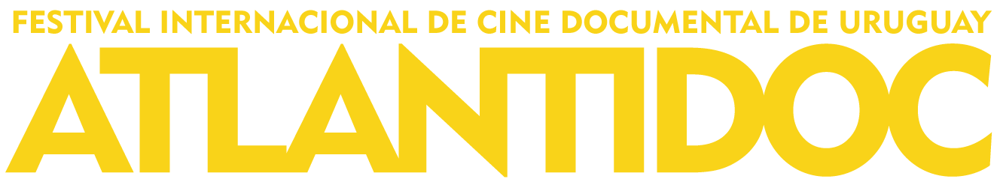 FESTIVAL INTERNACIONAL DE CINE DOCUMENTAL DE URUGUAY
ATLANTIDOC